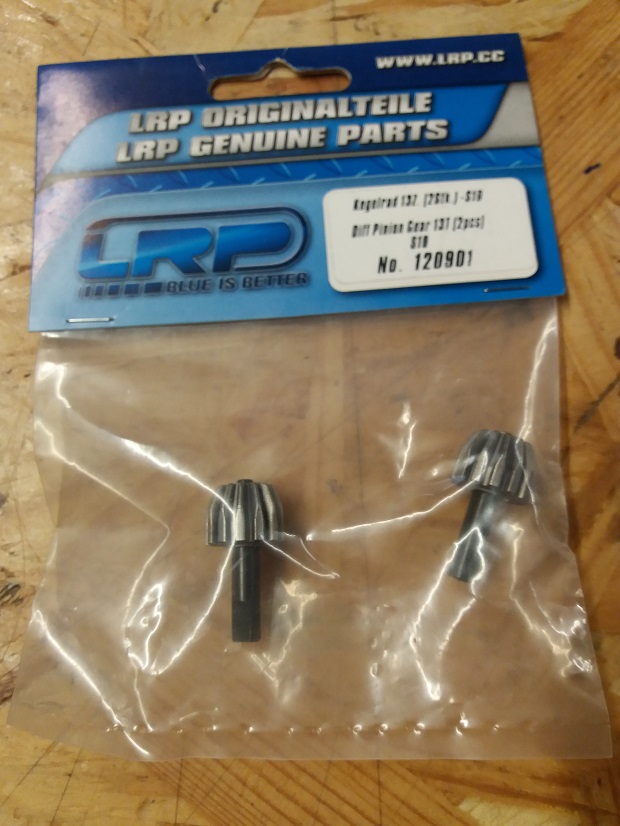 WWW.LRP.CC
LRP ORIGINALTEILE
LRP GENUINE PARTS
Kegelrad 13Z. (2Stk.) -S10
Diff Pinion Gear 13T (2pcs)
S10
No. 120901
LRP
BLUE IS BETTER